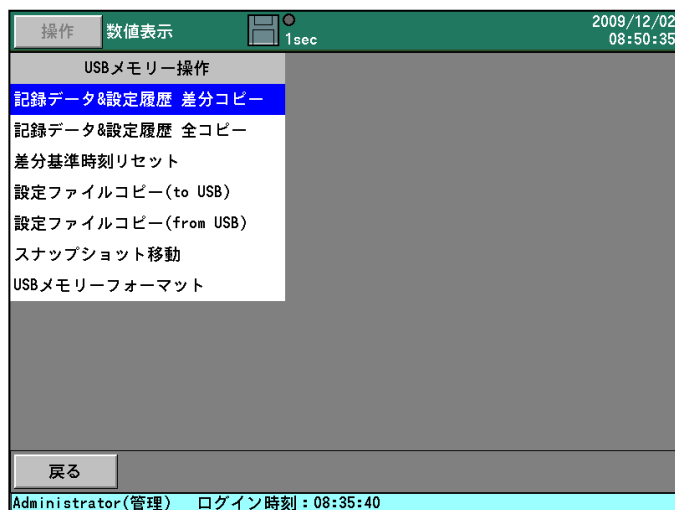 操作 数値表示 1sec 2009/12/02
08:50:35
USBメモリー操作
記録データ&設定履歴 差分コピー
記録データ&設定履歴 全コピー
差分基準時刻リセット
設定ファイルコピー(to USB)
設定ファイルコピー(from USB)
スナップショット移動
USBメモリーフォーマット
戻る
Administrator(管理) ログイン時刻:08:35:40